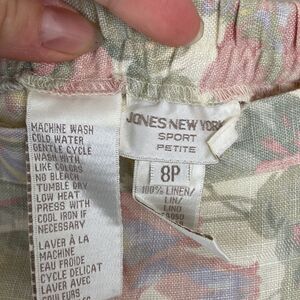 MACHINE WASH
COLD WATER
GENTLE CYCLE
WASH WITH
LIKE COLORS
NO BLEACH
TUMBLE DRY
LOW HEAT
PRESS WITH
COOL IRON IF
NECESSARY
LAVER À LA
MACHINE
EAU FROIDE
CYCLE DELICAT
LAVER AVEC
COULEURS
JONES NEW YORK
SPORT
PETITE
8P
100% LINEN/
LIN/
LINO